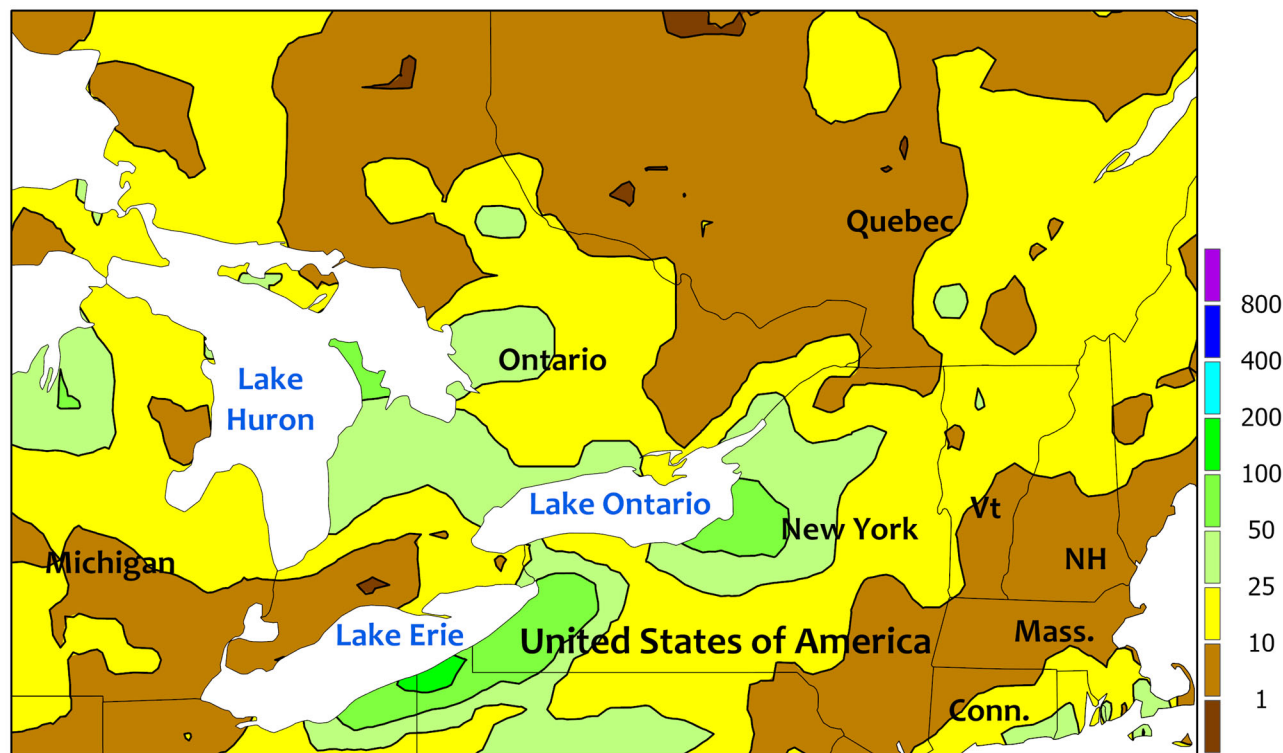 Quebec
Ontario
Lake
Huron
Lake Ontario
New York
Vt
NH
Michigan
Lake Erie
United States of America
Mass.
Conn.
800
400
200
100
50
25
10
1